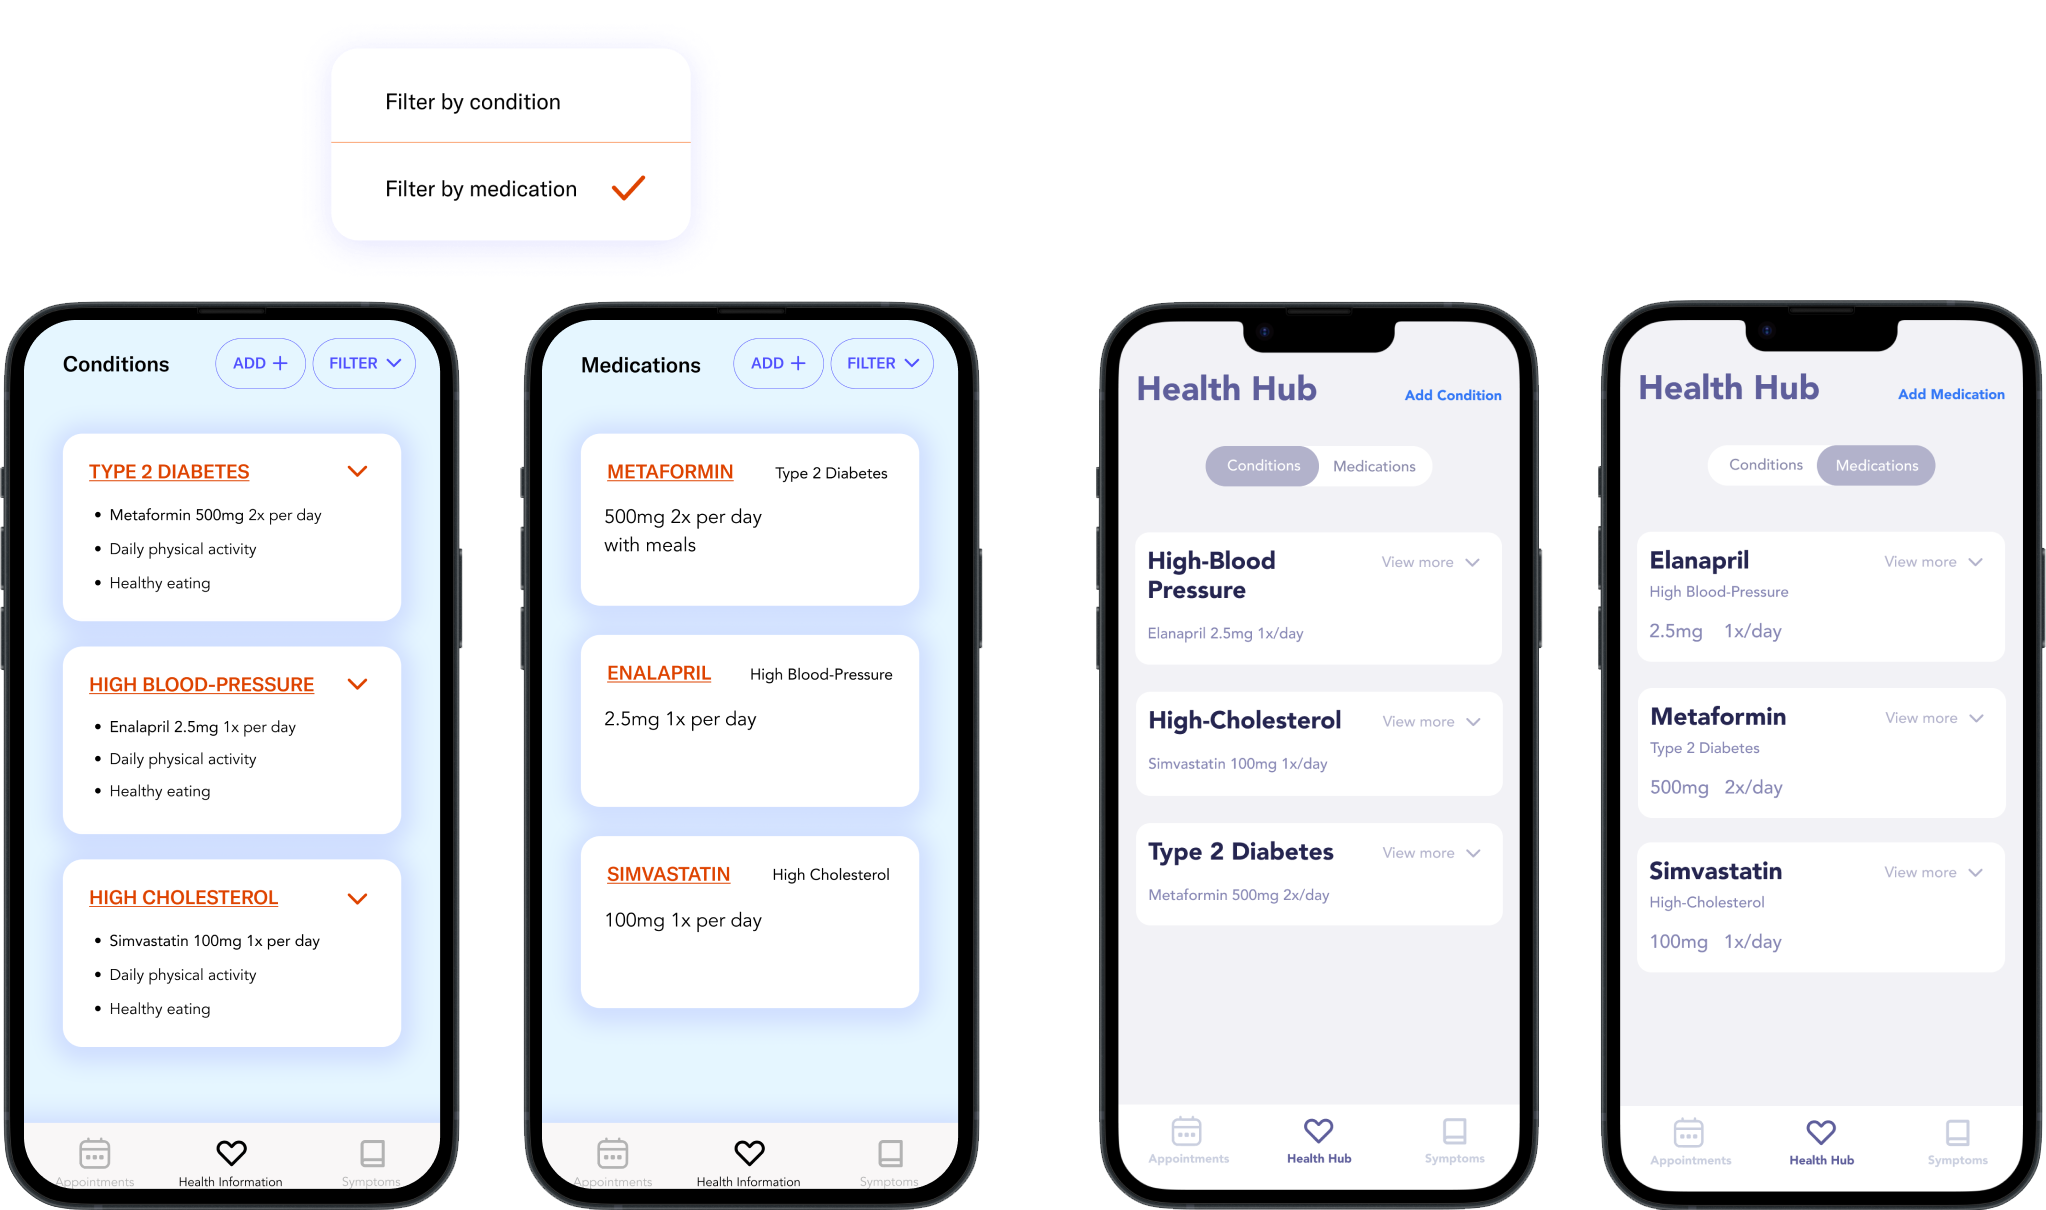 Filter by condition
Filter by medication
Conditions
ADD
FILTER
TYPE 2 DIABETES
• Metaformin 500mg 2x per day
• Daily physical activity
• Healthy eating
HIGH BLOOD-PRESSURE
• Enalapril 2.5mg 1x per day
• Daily physical activity
• Healthy eating
HIGH CHOLESTEROL
• Simvastatin 100mg 1x per day
• Daily physical activity
• Healthy eating
Appointments
Health Information
Symptoms
Medications
ADD
FILTER
METAFORMIN
Type 2 Diabetes
500mg 2x per day
with meals
ENALAPRIL
High Blood-Pressure
2.5mg 1x per day
SIMVASTATIN
High Cholesterol
100mg 1x per day
Appointments
Health Information
Symptoms
Health Hub
Add Condition
Conditions
Medications
High-Blood
Pressure
View more
Elanapril 2.5mg 1x/day
High-Cholesterol
View more
Simvastatin 100mg 1x/day
Type 2 Diabetes
View more
Metaformin 500mg 2x/day
Appointments
Health Hub
Symptoms
Health Hub
Add Medication
Conditions
Medications
Elanapril
View more
High Blood-Pressure
2.5mg 1x/day
Metaformin
View more
Type 2 Diabetes
500mg 2x/day
Simvastatin
View more
High-Cholesterol
100mg 1x/day
Appointments
Health Hub
Symptoms